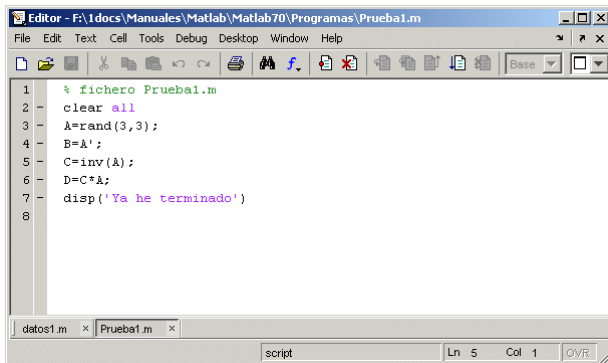 Editor - F:\1docs\Manuales\Matlab\Matlab70\Programas\Prueba1.m
File Edit Text Cell Tools Debug Desktop Window Help
Base
1 % fichero Prueba1.m
2 - clear all
3 - A=rand(3,3);
4 - B=A';
5 - C=inv(A);
6 - D=C*A;
7 - disp('Ya he terminado')
8
datos1.m × Prueba1.m ×
script Ln 5 Col 1 OVR